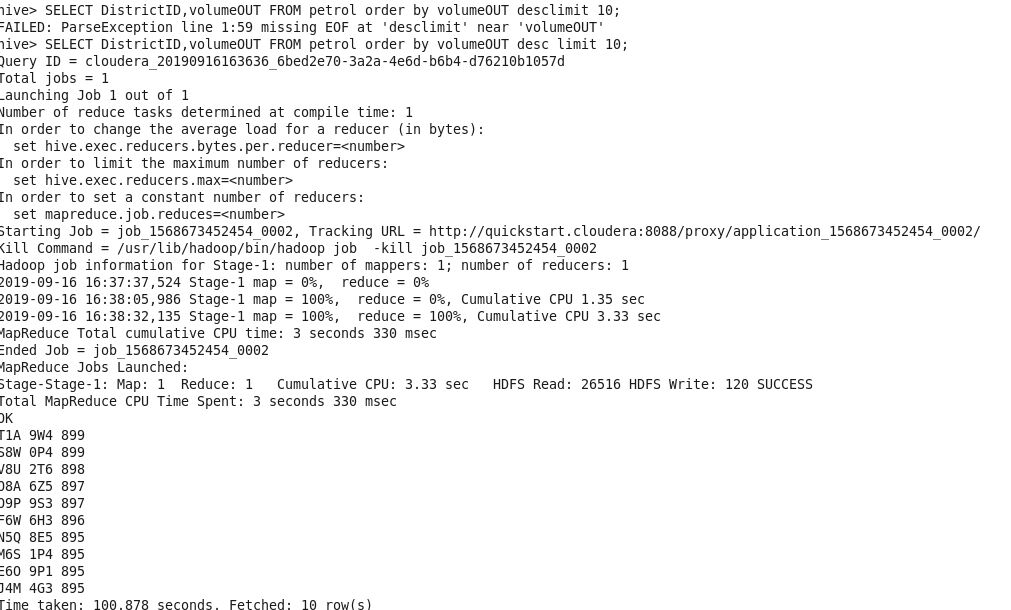 hive> SELECT DistrictID,volumeOUT FROM petrol order by volumeOUT desclimit 10;
FAILED: ParseException line 1:59 missing EOF at 'desclimit' near 'volumeOUT'
hive> SELECT DistrictID,volumeOUT FROM petrol order by volumeOUT desc limit 10;
Query ID = cloudera_20190916163636_6bed2e70-3a2a-4e6d-b6b4-d76210b1057d
Total jobs = 1
Launching Job 1 out of 1
Number of reduce tasks determined at compile time: 1
In order to change the average load for a reducer (in bytes):
  set hive.exec.reducers.bytes.per.reducer=<number>
In order to limit the maximum number of reducers:
  set hive.exec.reducers.max=<number>
In order to set a constant number of reducers:
  set mapreduce.job.reduces=<number>
Starting Job = job_1568673452454_0002, Tracking URL = http://quickstart.cloudera:8088/proxy/application_1568673452454_0002/
Kill Command = /usr/lib/hadoop/bin/hadoop job  -kill job_1568673452454_0002
Hadoop job information for Stage-1: number of mappers: 1; number of reducers: 1
2019-09-16 16:37:37,524 Stage-1 map = 0%,  reduce = 0%
2019-09-16 16:38:05,986 Stage-1 map = 100%,  reduce = 0%, Cumulative CPU 1.35 sec
2019-09-16 16:38:32,135 Stage-1 map = 100%,  reduce = 100%, Cumulative CPU 3.33 sec
MapReduce Total cumulative CPU time: 3 seconds 330 msec
Ended Job = job_1568673452454_0002
MapReduce Jobs Launched:
Stage-Stage-1: Map: 1  Reduce: 1   Cumulative CPU: 3.33 sec   HDFS Read: 26516 HDFS Write: 120 SUCCESS
Total MapReduce CPU Time Spent: 3 seconds 330 msec
OK
T1A 9W4 899
S8W 0P4 899
V8U 2T6 898
O8A 6Z5 897
O9P 9S3 897
F6W 6H3 896
N5Q 8E5 895
M6S 1P4 895
E6O 9P1 895
J4M 4G3 895
Time taken: 100.878 seconds, Fetched: 10 row(s)